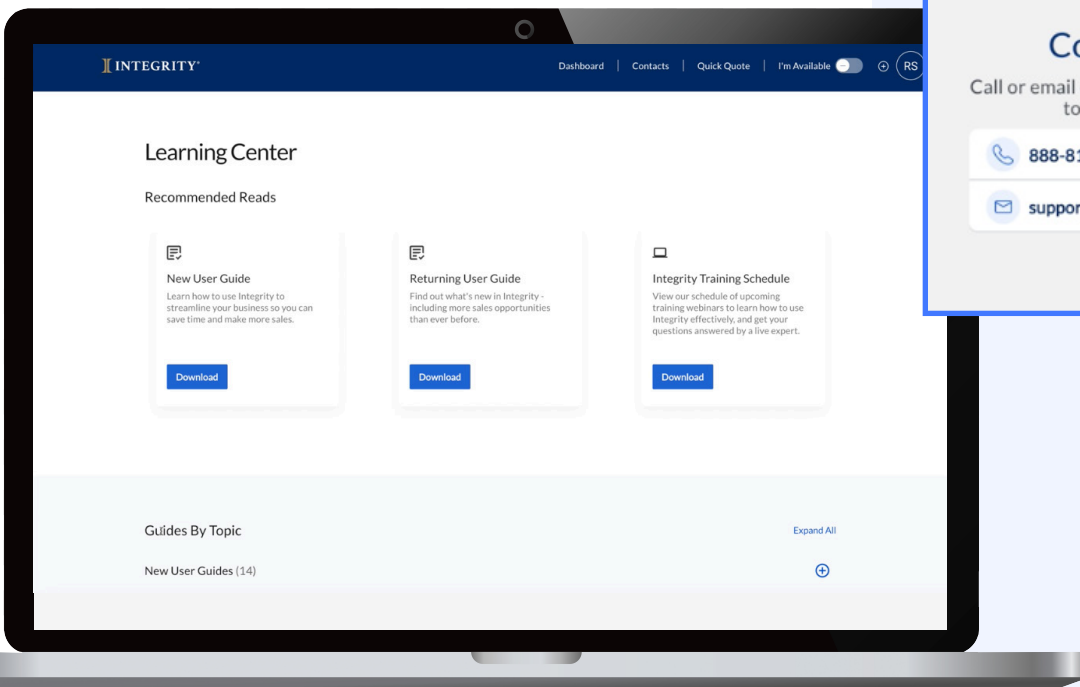 INTEGRITY
Dashboard | Contacts | Quick Quote | I'm Available RS
Learning Center
Recommended Reads
New User Guide
Learn how to use Integrity to
streamline your business so you can
save time and make more sales.
Download
Returning User Guide
Find out what's new in Integrity -
including more sales opportunities
than ever before.
Download
Integrity Training Schedule
View our schedule of upcoming
training webinars to learn how to use
Integrity effectively, and get your
questions answered by a live expert.
Download
Guides By Topic
Expand All
New User Guides (14)
Call or email
to
888-81